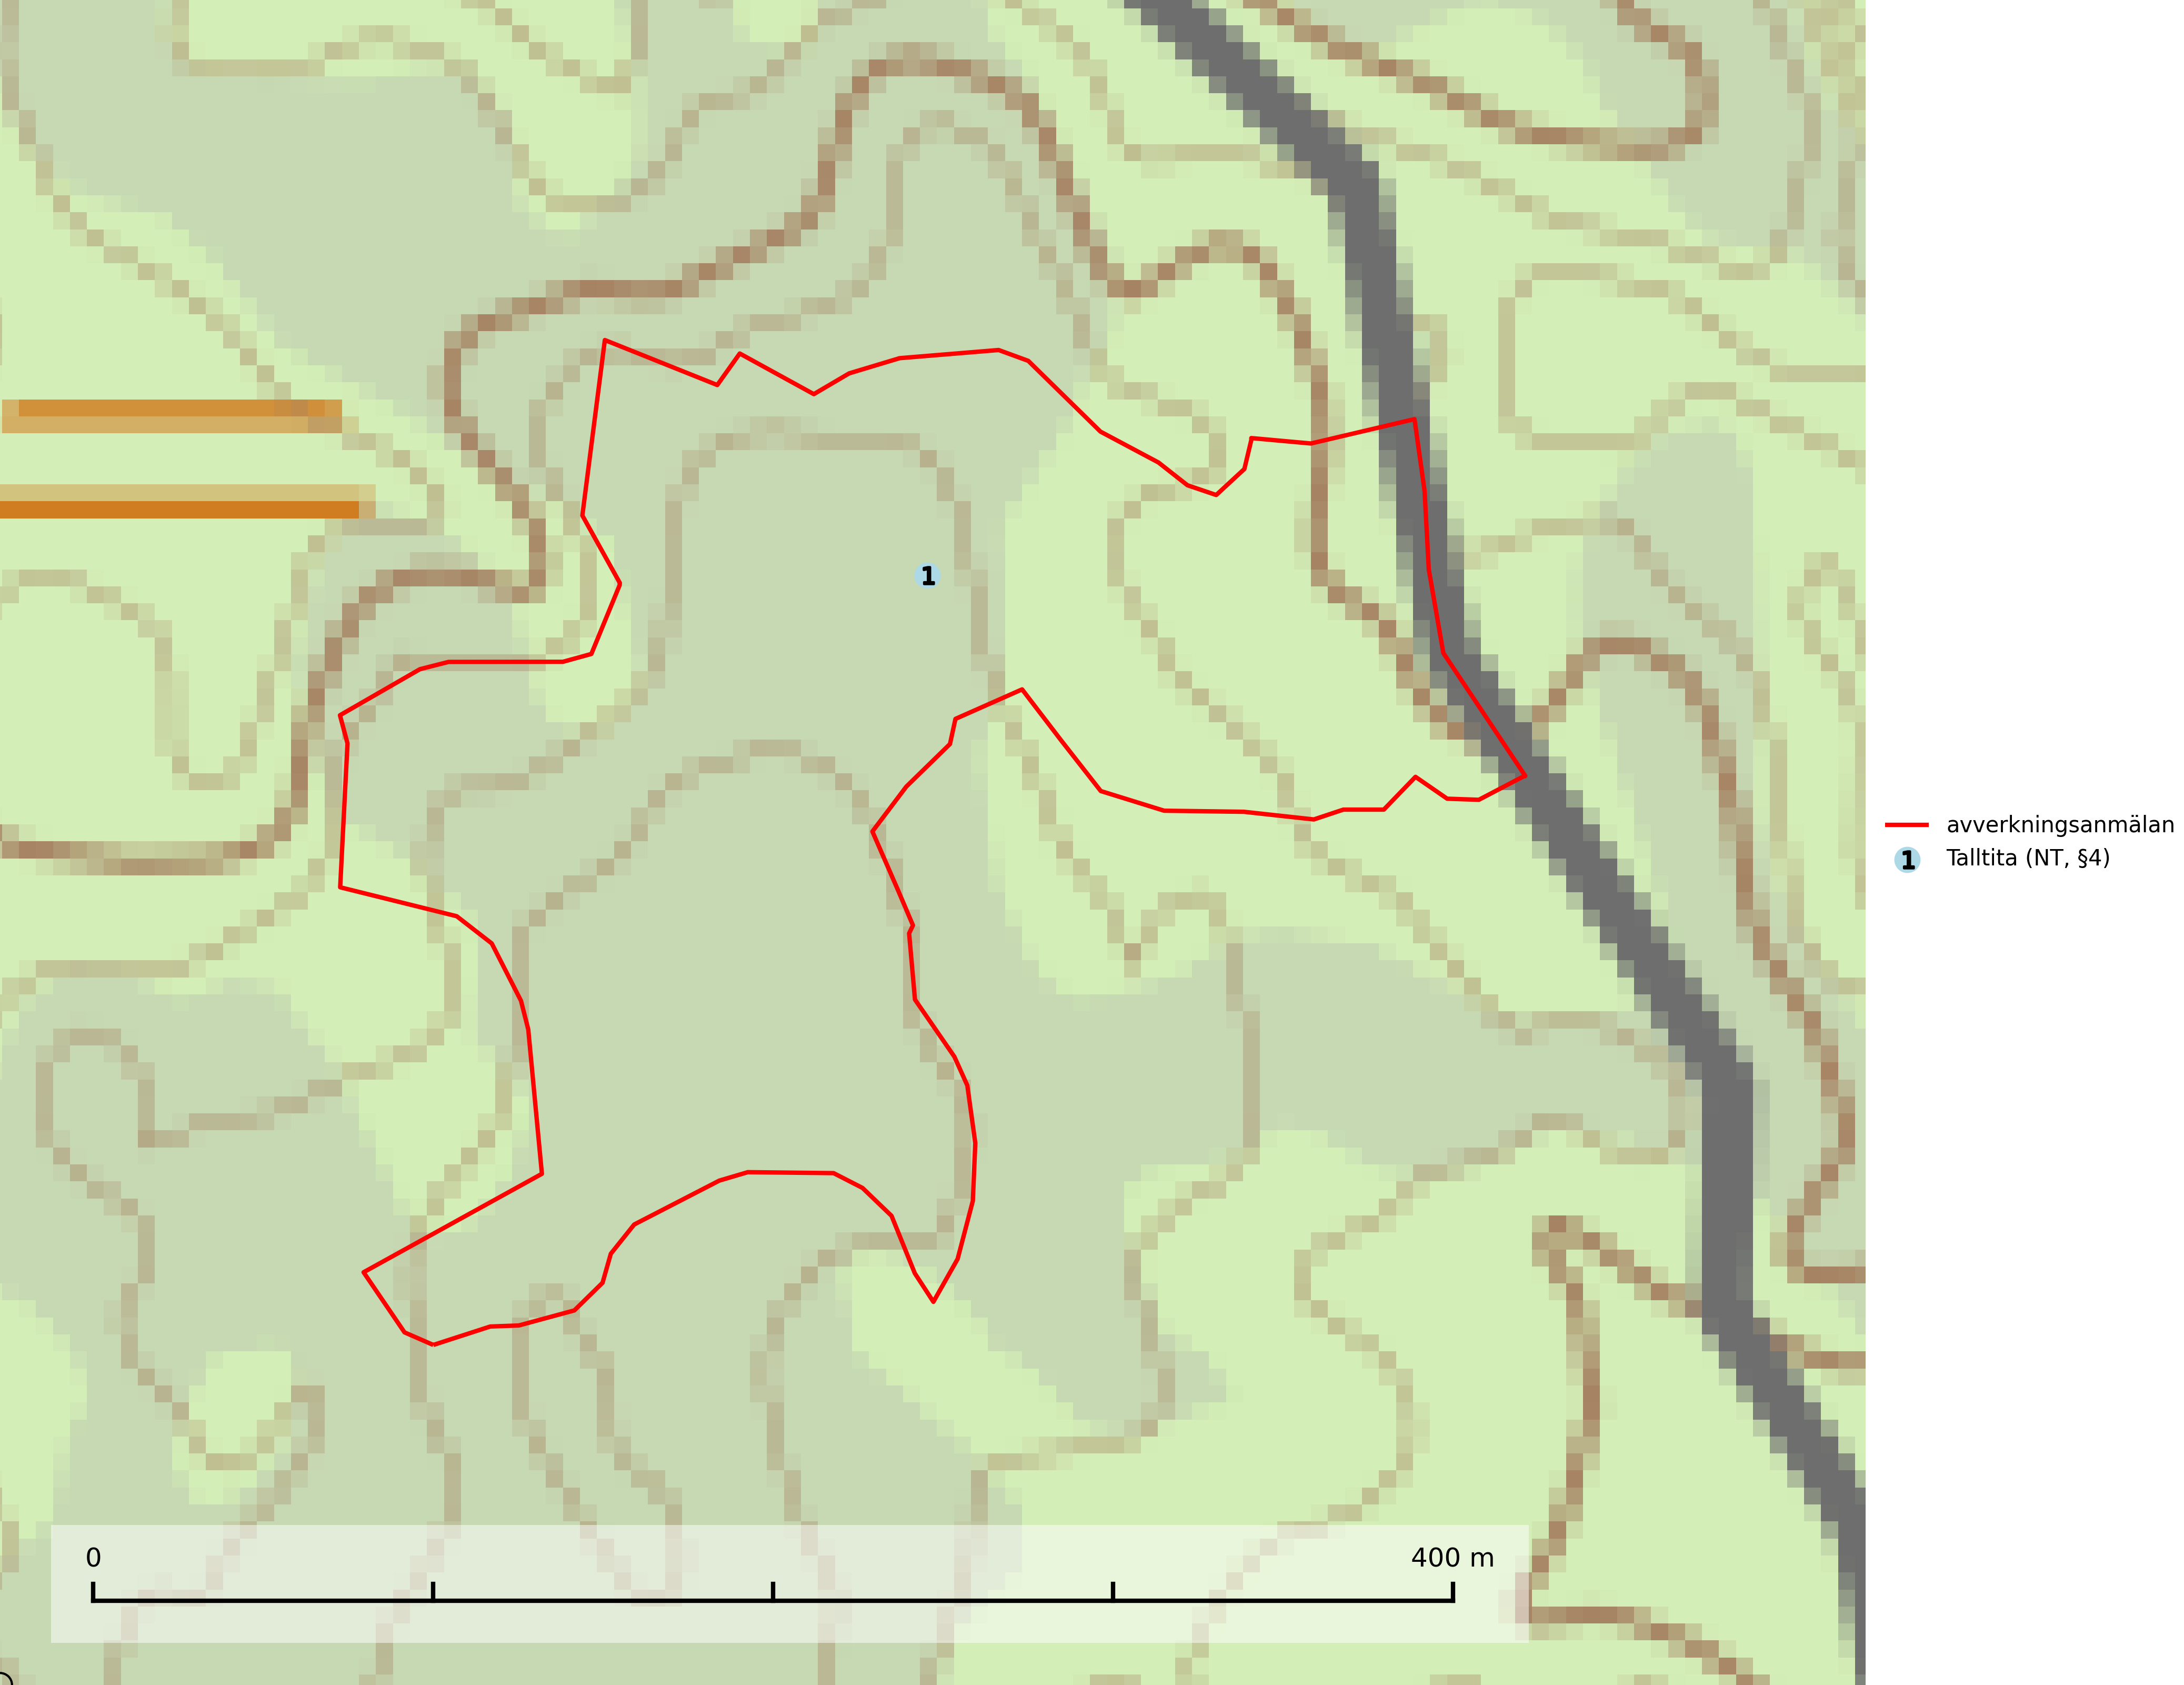 1
avverkningsanmälan
1 Talltita (NT, §4)
0 400 m